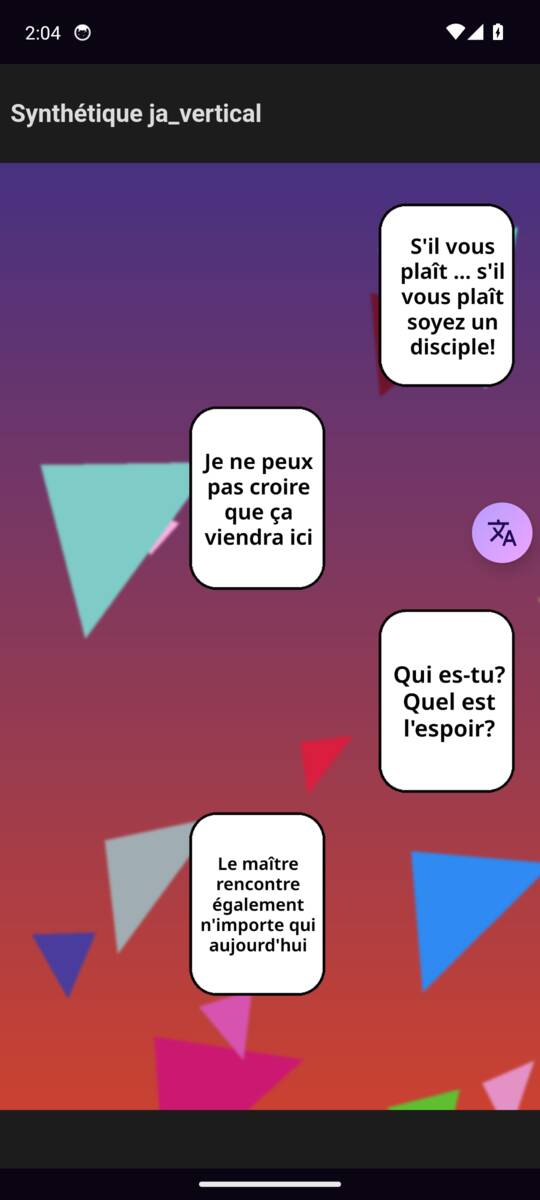 2:04
Synthétique ja_vertical
S'il vous
plaît ... s'il
vous plaît
soyez un
disciple!
Je ne peux
pas croire
que ça
viendra ici
Qui es-tu?
Quel est
l'espoir?
Le maître
rencontre
également
n'importe qui
aujourd'hui